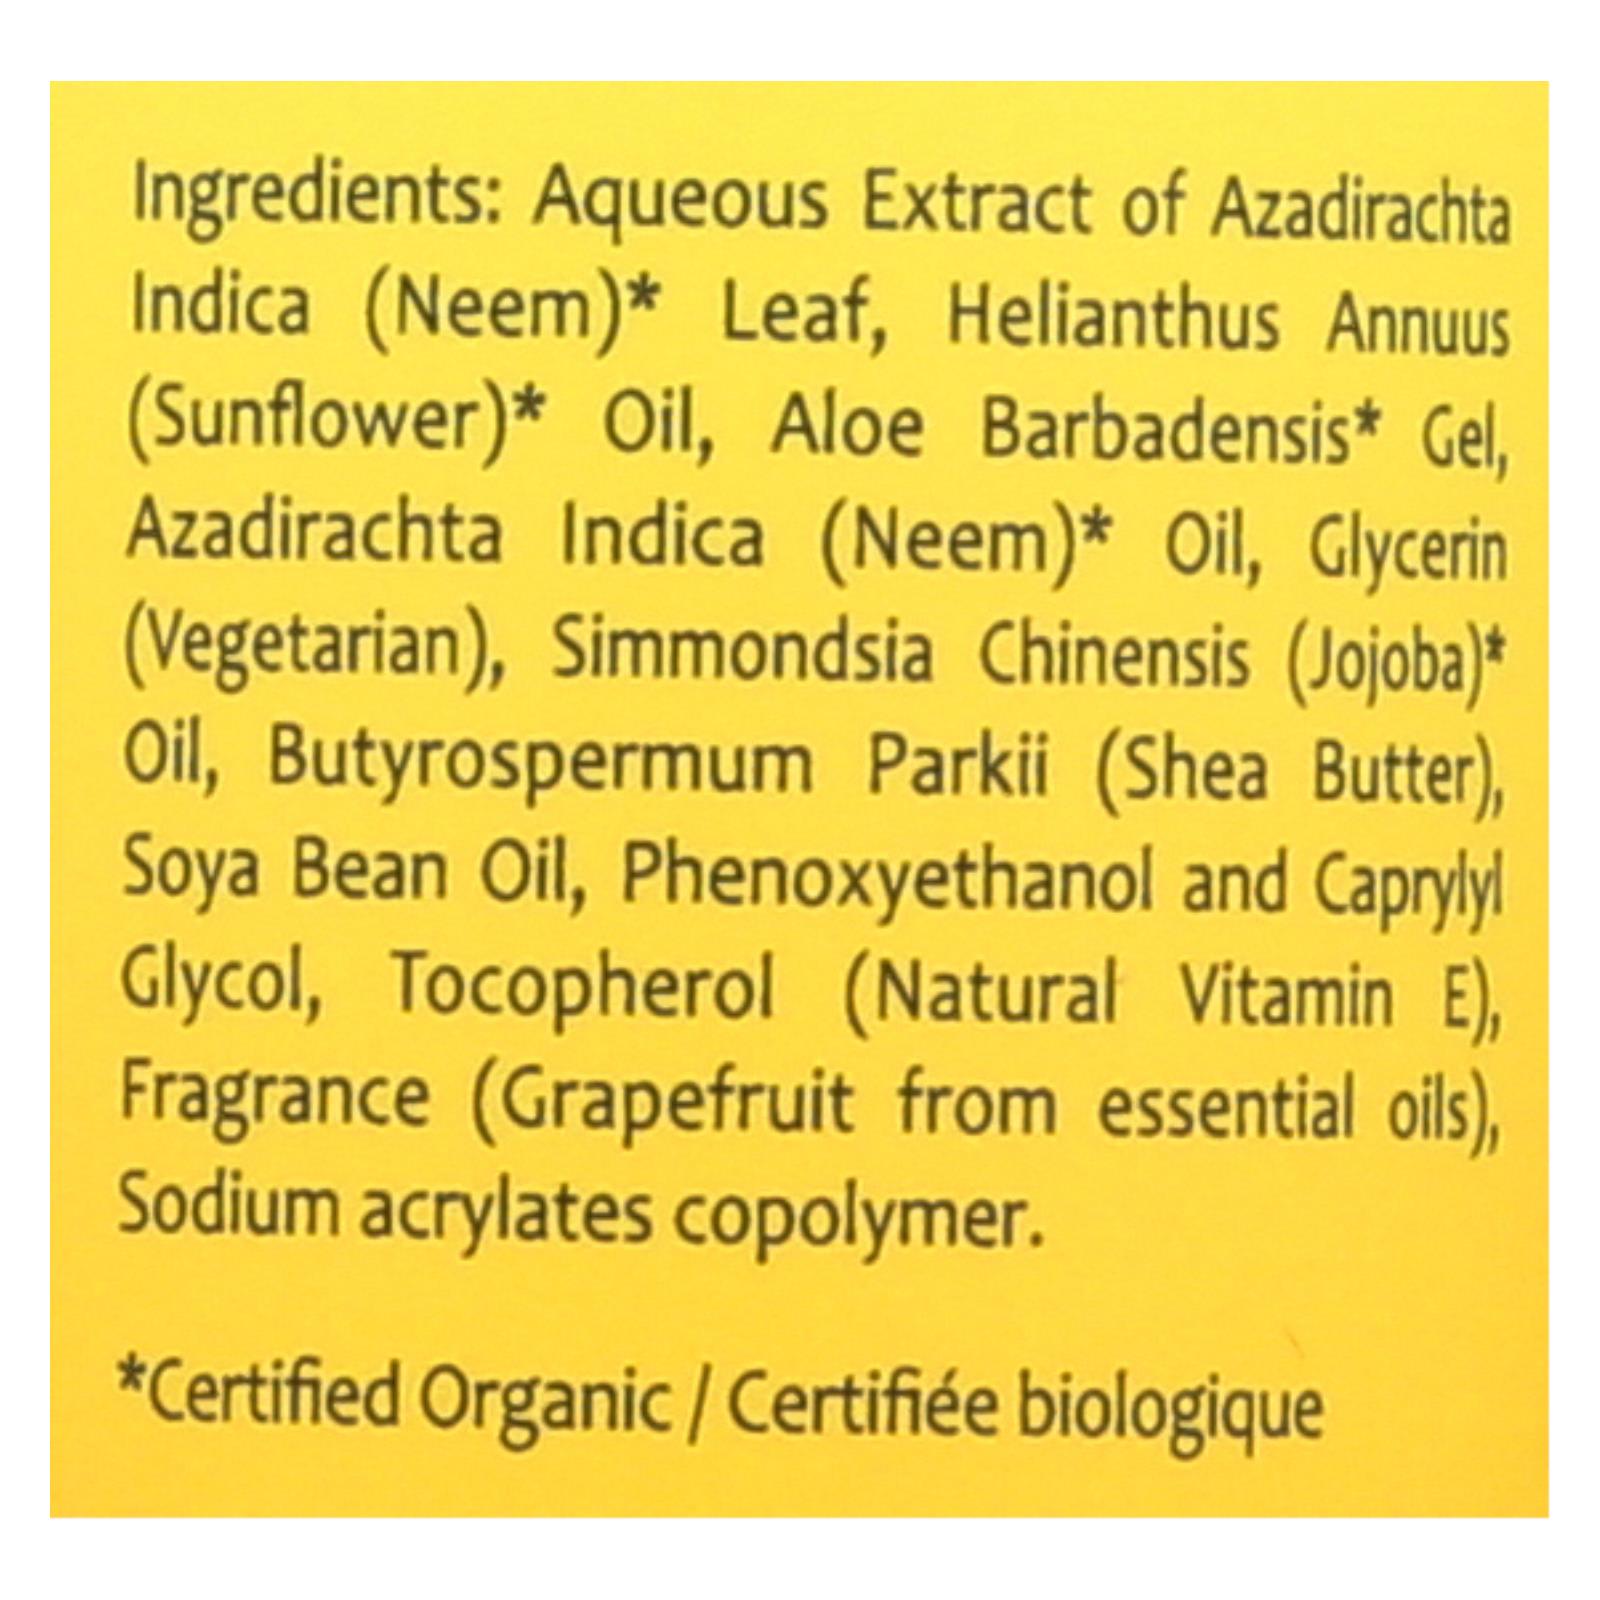 Ingredients: Aqueous Extract of Azadirachta
Indica (Neem)* Leaf, Helianthus Annuus
(Sunflower)* Oil, Aloe Barbadensis* Gel,
Azadirachta Indica (Neem)* Oil, Glycerin
(Vegetarian), Simmondsia Chinensis (Jojoba)*
Oil, Butyrospermum Parkii (Shea Butter),
Soya Bean Oil, Phenoxyethanol and Caprylyl
Glycol, Tocopherol (Natural Vitamin E),
Fragrance (Grapefruit from essential oils),
Sodium acrylates copolymer.
*Certified Organic / Certifiée biologique